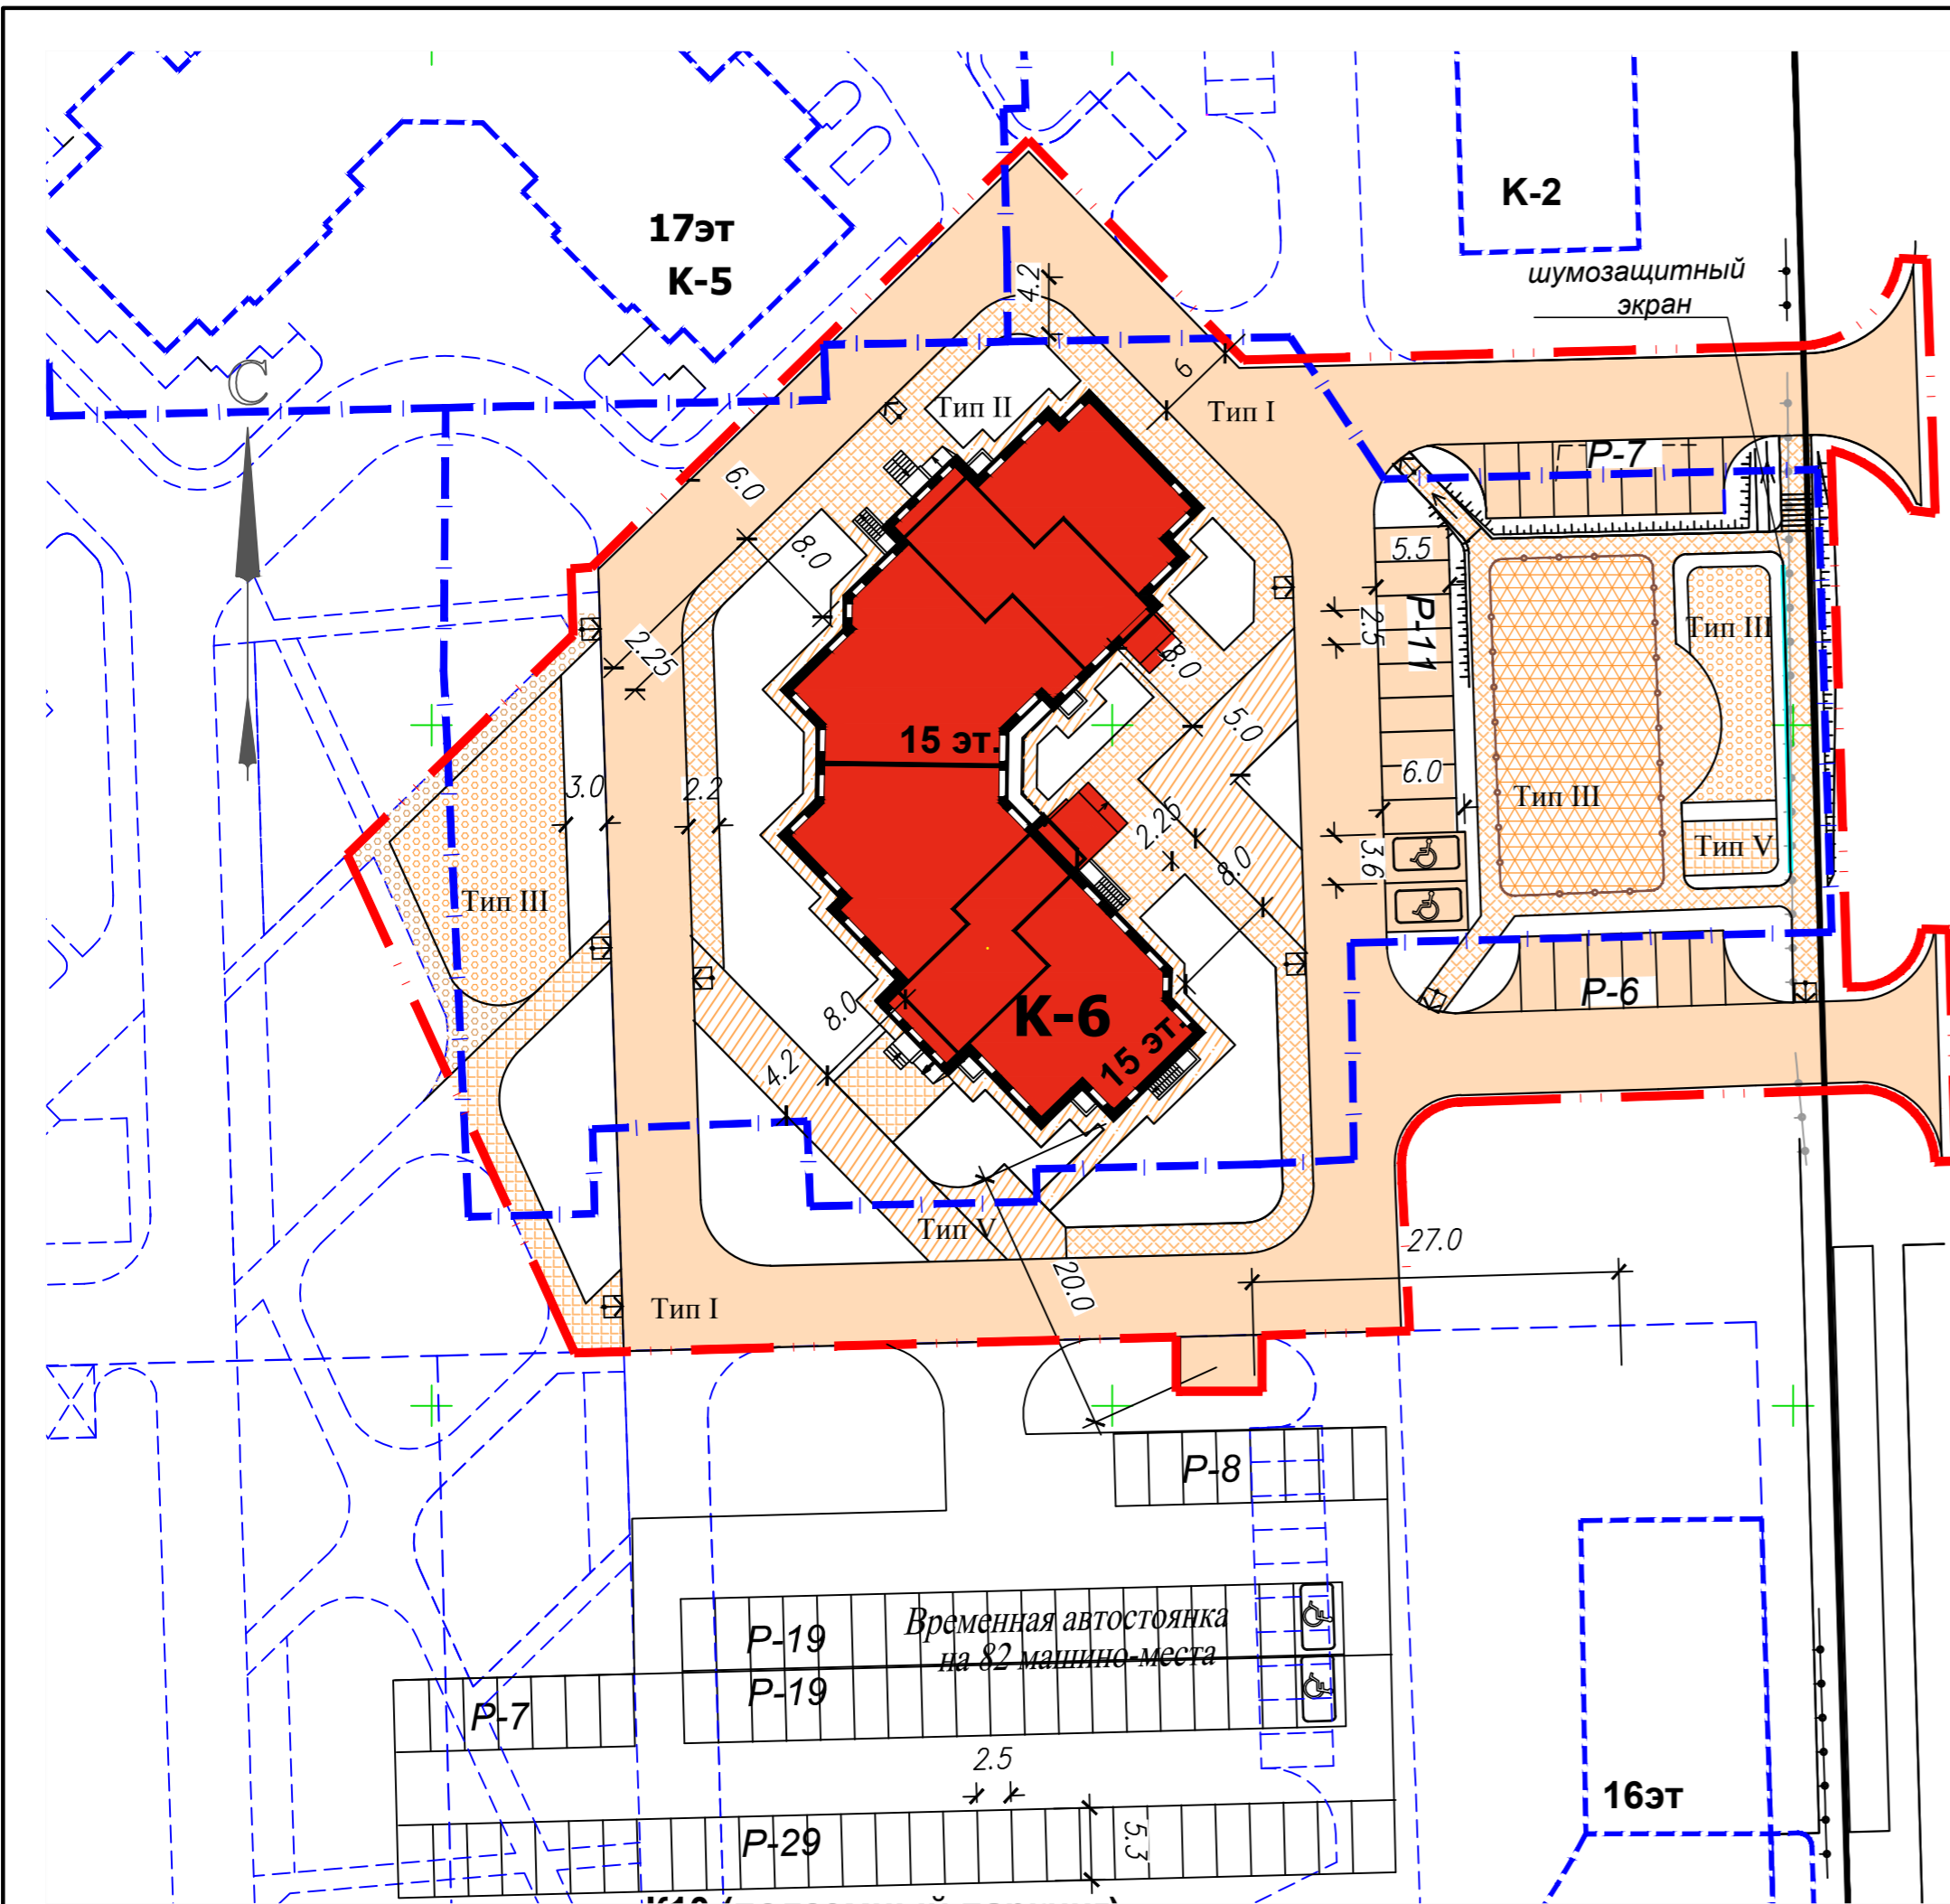 17эт
К-5
К-2
шумозащитный
экран
С
4.2
6
Тип II
Тип I
6.0
8.0
Р-7
5.5
2.5
Р-11
Тип III
2.25
8.0
5.0
15 эт.
3.0
2.2
6.0
Тип III
2.25
8.0
3.6
Тип V
Тип III
8.0
К-6
15 эт.
Р-6
4.2
Тип V
27.0
20.0
Тип I
Р-8
Временная автостоянка
на 82 машино-места
Р-19
Р-19
Р-7
2.5
5.3
Р-29
16эт